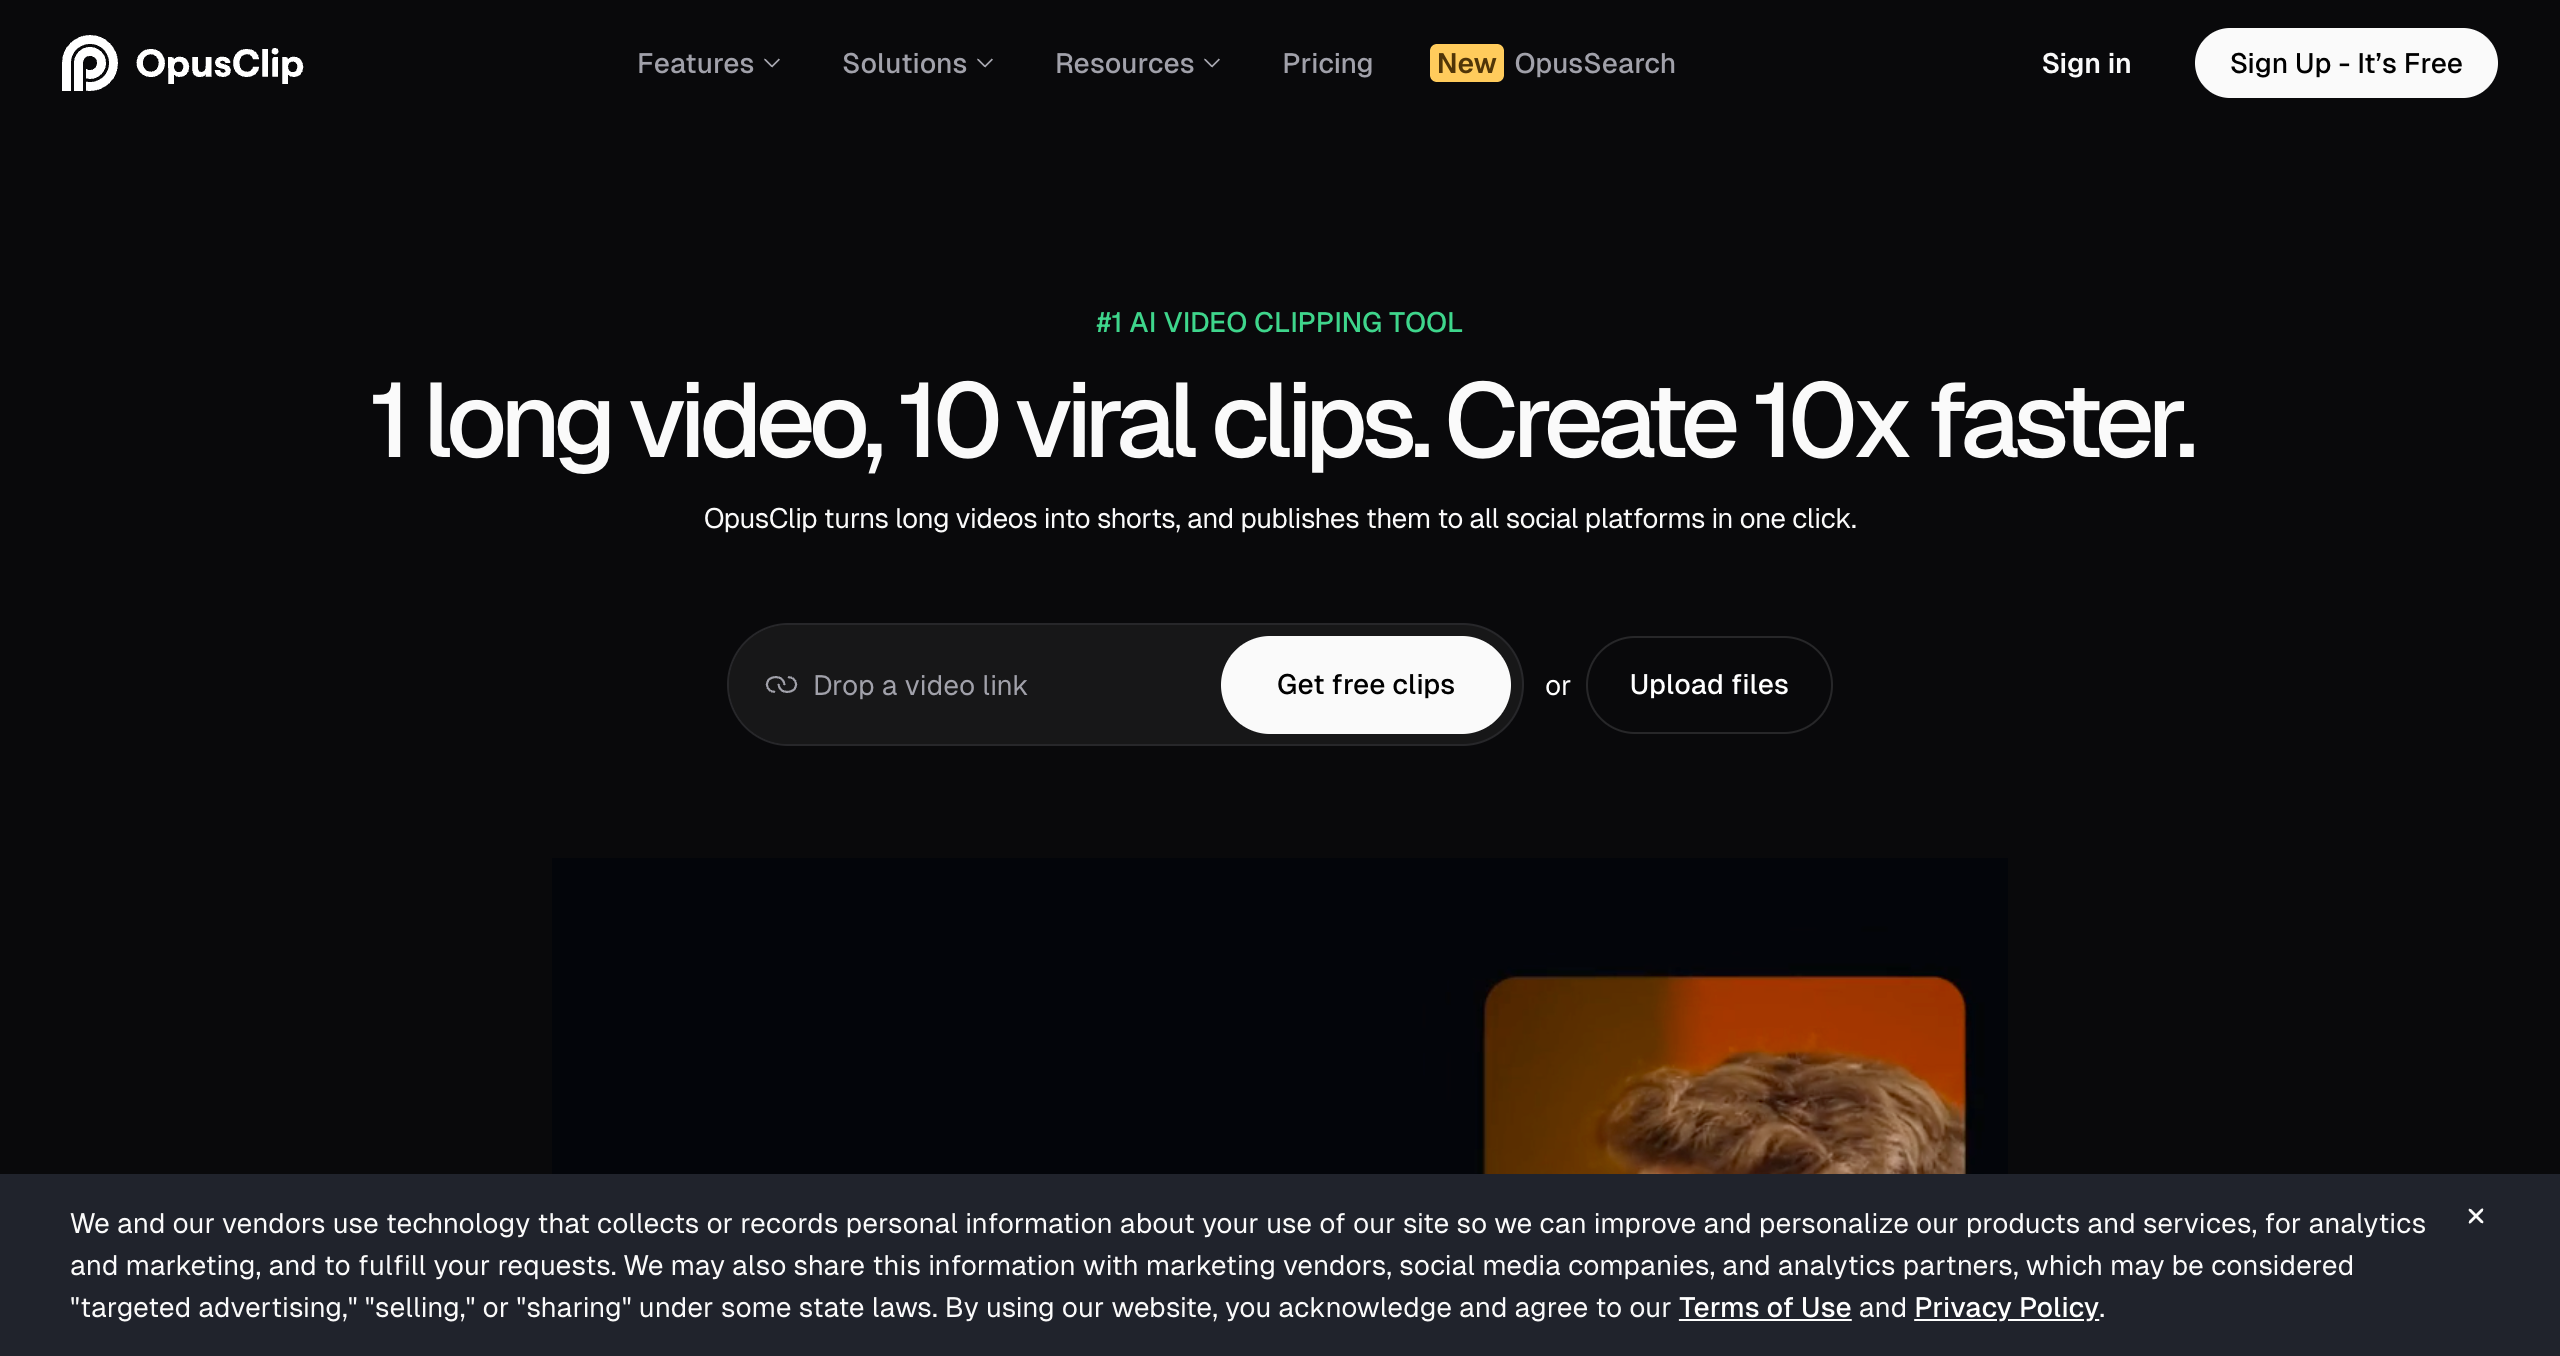 OpusClip
Features
Solutions
Resources
Pricing
New OpusSearch
Sign in
Sign Up - It’s Free
#1 AI VIDEO CLIPPING TOOL
1 long video, 10 viral clips. Create 10x faster.
OpusClip turns long videos into shorts, and publishes them to all social platforms in one click.
Drop a video link
Get free clips
or
Upload files
We and our vendors use technology that collects or records personal information about your use of our site so we can improve and personalize our products and services, for analytics
and marketing, and to fulfill your requests. We may also share this information with marketing vendors, social media companies, and analytics partners, which may be considered
"targeted advertising," "selling," or "sharing" under some state laws. By using our website, you acknowledge and agree to our Terms of Use and Privacy Policy.